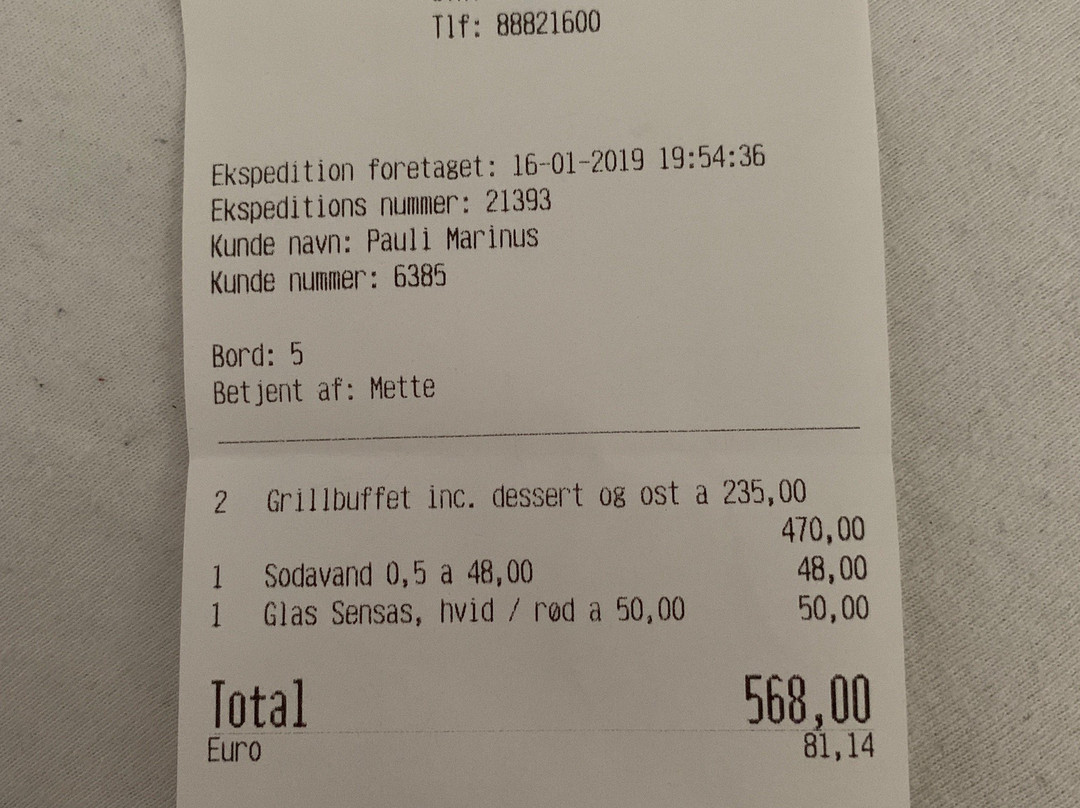 Tlf: 88821600
Ekspedition foretaget: 16-01-2019 19:54:36
Ekspeditions nummer: 21393
Kunde navn: Pauli Marinus
Kunde nummer: 6385
Bord: 5
Betjent af: Mette
2 Grillbuffet inc. dessert og ost a 235,00
470,00
1 Sodavand 0,5 a 48,00 48,00
1 Glas Sensas, hvid / rød a 50,00 50,00
Total 568,00
Euro 81,14